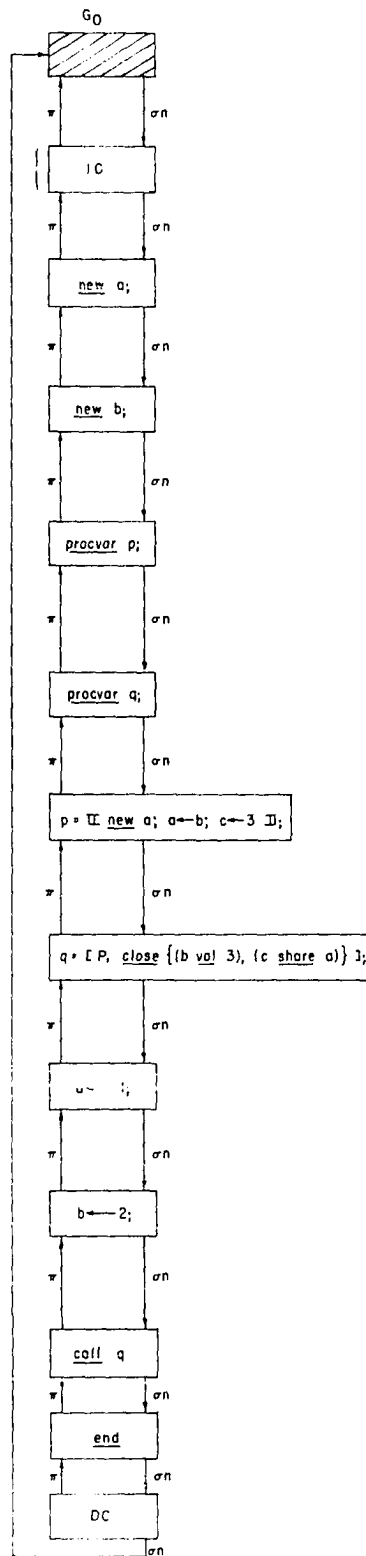 G0
π σn
π σn
new a;
π σn
new b;
π σn
procvar p;
π σn
procvar q;
π σn
p = [[ new a; a←b; c←3 ]];
π σn
q = [ P, close {(b val 3), (c share a)} ];
π σn
π σn
b←2;
π σn
call q
π σn
end
π σn
DC
σn